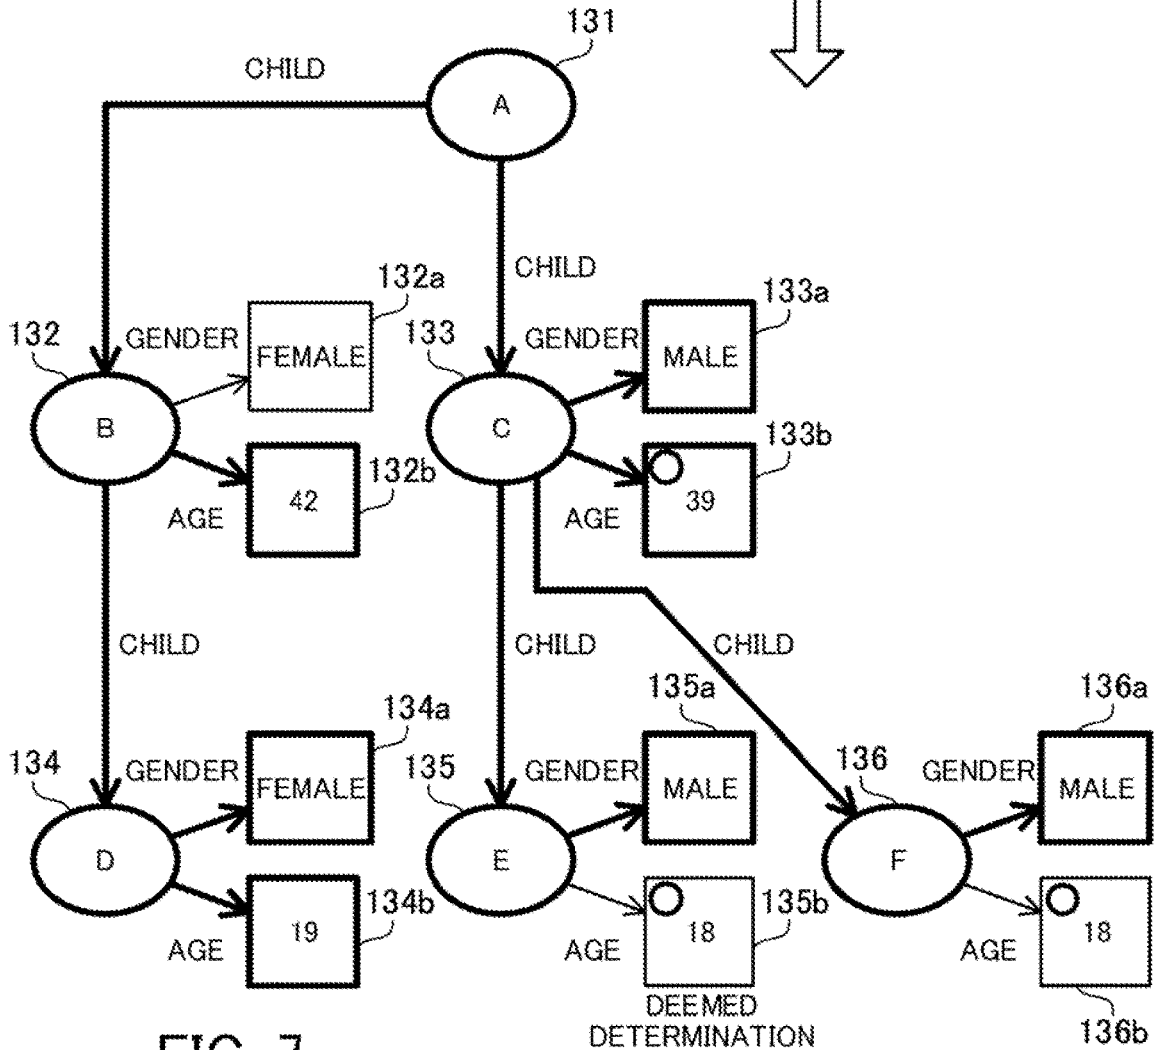 131
CHILD
A
CHILD
132a
133a
132
GENDER
FEMALE
133
GENDER
MALE
B
C
133b
132b
42
39
AGE
AGE
CHILD
CHILD
CHILD
135a
136a
134a
134
GENDER
FEMALE
135
GENDER
MALE
136
GENDER
MALE
D
E
F
134b
135b
19
18
18
AGE
AGE
AGE
DEEMED
DETERMINATION
136b
FIG. 7